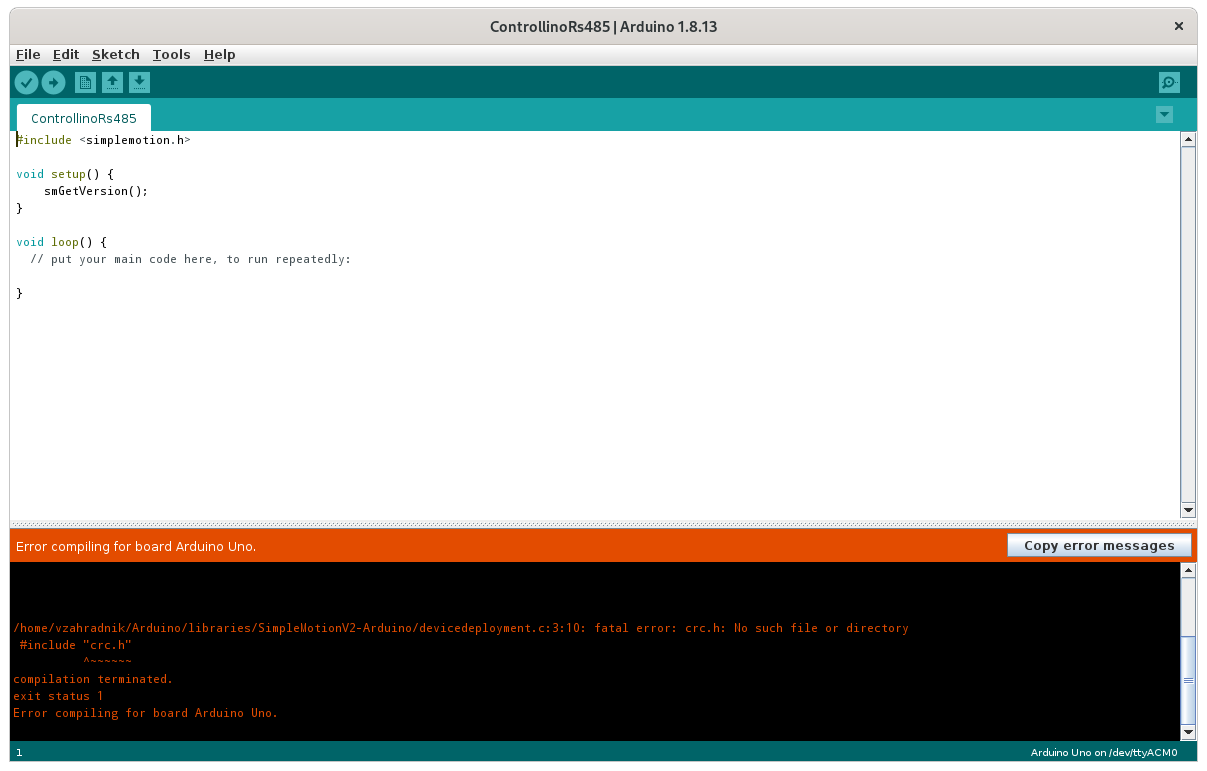 ControllinoRs485 | Arduino 1.8.13
File Edit Sketch Tools Help
ControllinoRs485
#include <simplemotion.h>
void setup() {
    smGetVersion();
}
void loop() {
  // put your main code here, to run repeatedly:
}
Error compiling for board Arduino Uno.
Copy error messages
/home/vzahradnik/Arduino/libraries/SimpleMotionV2-Arduino/devicedeployment.c:3:10: fatal error: crc.h: No such file or directory
 #include "crc.h"
          ^~~~~~~
compilation terminated.
exit status 1
Error compiling for board Arduino Uno.
1
Arduino Uno on /dev/ttyACM0